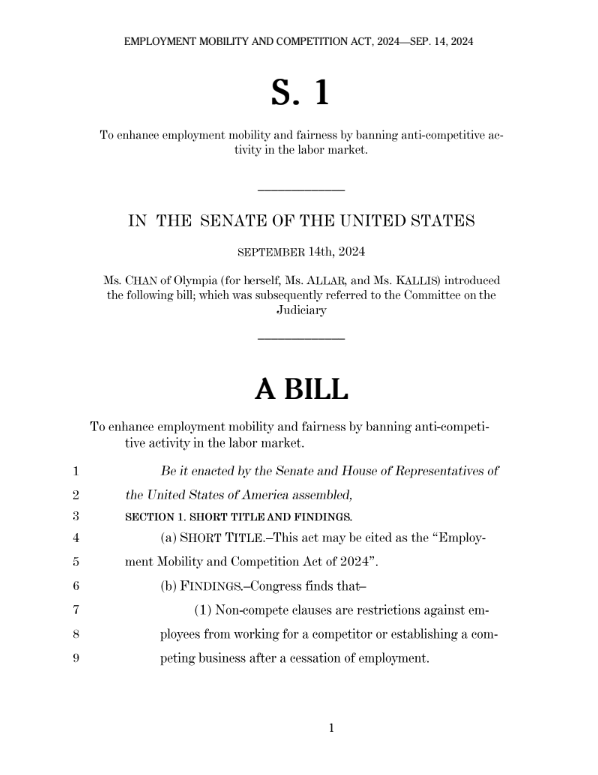 EMPLOYMENT MOBILITY AND COMPETITION ACT, 2024—SEP. 14, 2024
S. 1
To enhance employment mobility and fairness by banning anti-competitive ac-
tivity in the labor market.
IN THE SENATE OF THE UNITED STATES
SEPTEMBER 14th, 2024
Ms. CHAN of Olympia (for herself, Ms. ALLAR, and Ms. KALLIS) introduced
the following bill; which was subsequently referred to the Committee on the
Judiciary
A BILL
To enhance employment mobility and fairness by banning anti-competi-
tive activity in the labor market.
1 Be it enacted by the Senate and House of Representatives of
2 the United States of America assembled,
3 SECTION 1. SHORT TITLE AND FINDINGS.
4 (a) SHORT TITLE.–This act may be cited as the “Employ-
5 ment Mobility and Competition Act of 2024”.
6 (b) FINDINGS.–Congress finds that–
7 (1) Non-compete clauses are restrictions against em-
8 ployees from working for a competitor or establishing a com-
9 peting business after a cessation of employment.
1